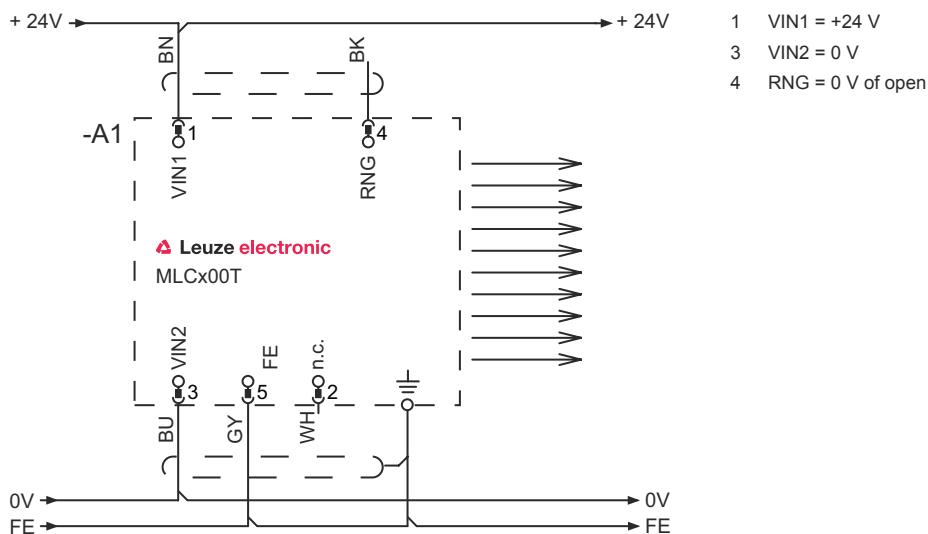 + 24V
+ 24V
1 VIN1 = +24 V
3 VIN2 = 0 V
4 RNG = 0 V of open
BN
BK
-A1
1
4
VIN1
RNG
Leuze electronic
MLCx00T
VIN2
FE
n.c.
3
5
2
BU
GY
WH
0V
0V
FE
FE